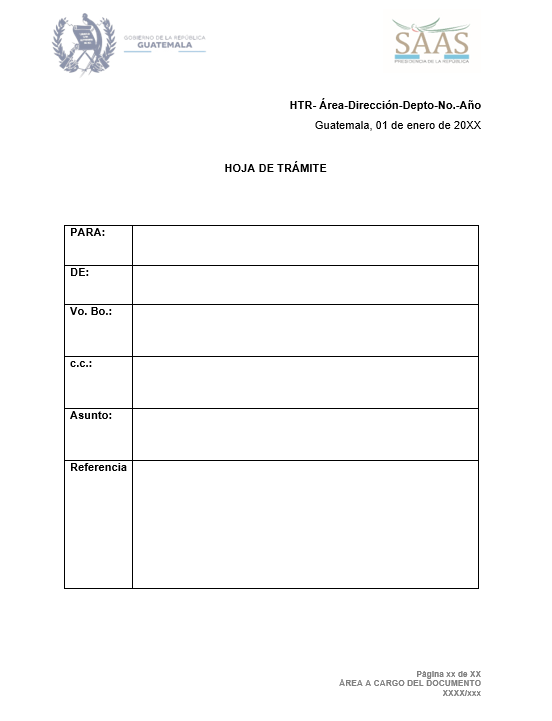 GOBIERNO DE LA REPÚBLICA
GUATEMALA
SAAS
PRESIDENCIA DE LA REPÚBLICA
HTR- Área-Dirección-Depto-No.-Año
Guatemala, 01 de enero de 20XX
HOJA DE TRÁMITE
PARA:
DE:
Vo. Bo.:
c.c.:
Asunto:
Referencia
Página xx de XX
ÁREA A CARGO DEL DOCUMENTO
XXXX/xxx